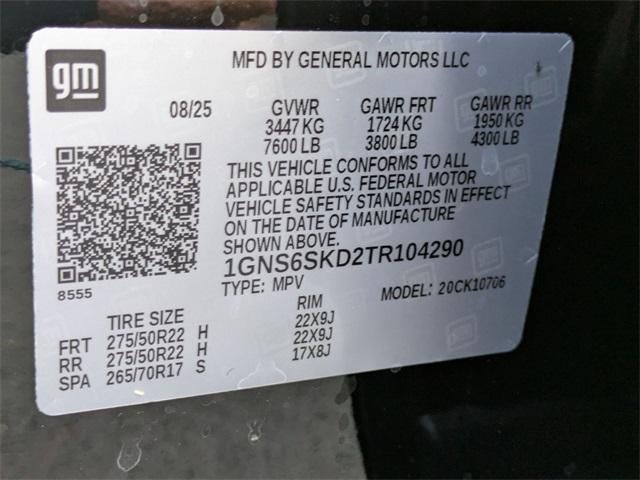 gm
MFD BY GENERAL MOTORS LLC
08/25 GVWR GAWR FRT GAWR RR
3447 KG 1724 KG 1950 KG
7600 LB 3800 LB 4300 LB
THIS VEHICLE CONFORMS TO ALL
APPLICABLE U.S. FEDERAL MOTOR
VEHICLE SAFETY STANDARDS IN EFFECT
ON THE DATE OF MANUFACTURE
SHOWN ABOVE.
1GNS6SKD2TR104290
8555
TYPE: MPV MODEL: 20CK10706
TIRE SIZE RIM
FRT 275/50R22 H 22X9J
RR 275/50R22 H 22X9J
SPA 265/70R17 S 17X8J